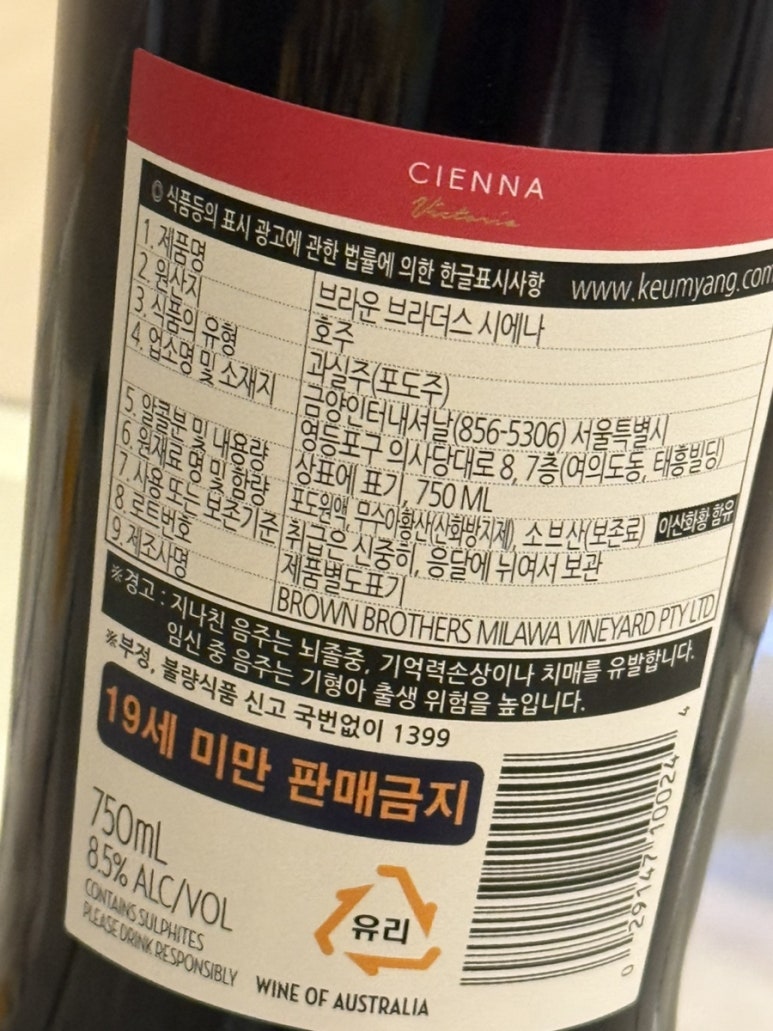 CIENNA
Victoria
◎ 식품등의 표시 광고에 관한 법률에 의한 한글표시사항 www.keumyang.com
1. 제품명 브라운 브라더스 시에나
2. 원산지 호주
3. 식품의 유형 과실주(포도주)
4. 업소명 및 소재지 금양인터내셔날(856-5306) 서울특별시
영등포구 의사당대로 8, 7층(여의도동, 태흥빌딩)
5. 알콜분 및 내용량 상표에 표기, 750 ML
6. 원재료명 및 함량 포도원액, 무수아황산(산화방지제), 소브산(보존료) 아산화황 함유
7. 사용 또는 보존기준 취급은 신중히, 응달에 뉘여서 보관
8. 로트번호 제품별도표기
9. 제조사명 BROWN BROTHERS MILAWA VINEYARD PTY LTD
※경고 : 지나친 음주는 뇌졸중, 기억력손상이나 치매를 유발합니다.
임신 중 음주는 기형아 출생 위험을 높입니다.
※부정, 불량식품 신고 국번없이 1399
19세 미만 판매금지
750mL
8.5% ALC/VOL
CONTAINS SULPHITES
PLEASE DRINK RESPONSIBLY
유리
WINE OF AUSTRALIA
0 29147 10024 4